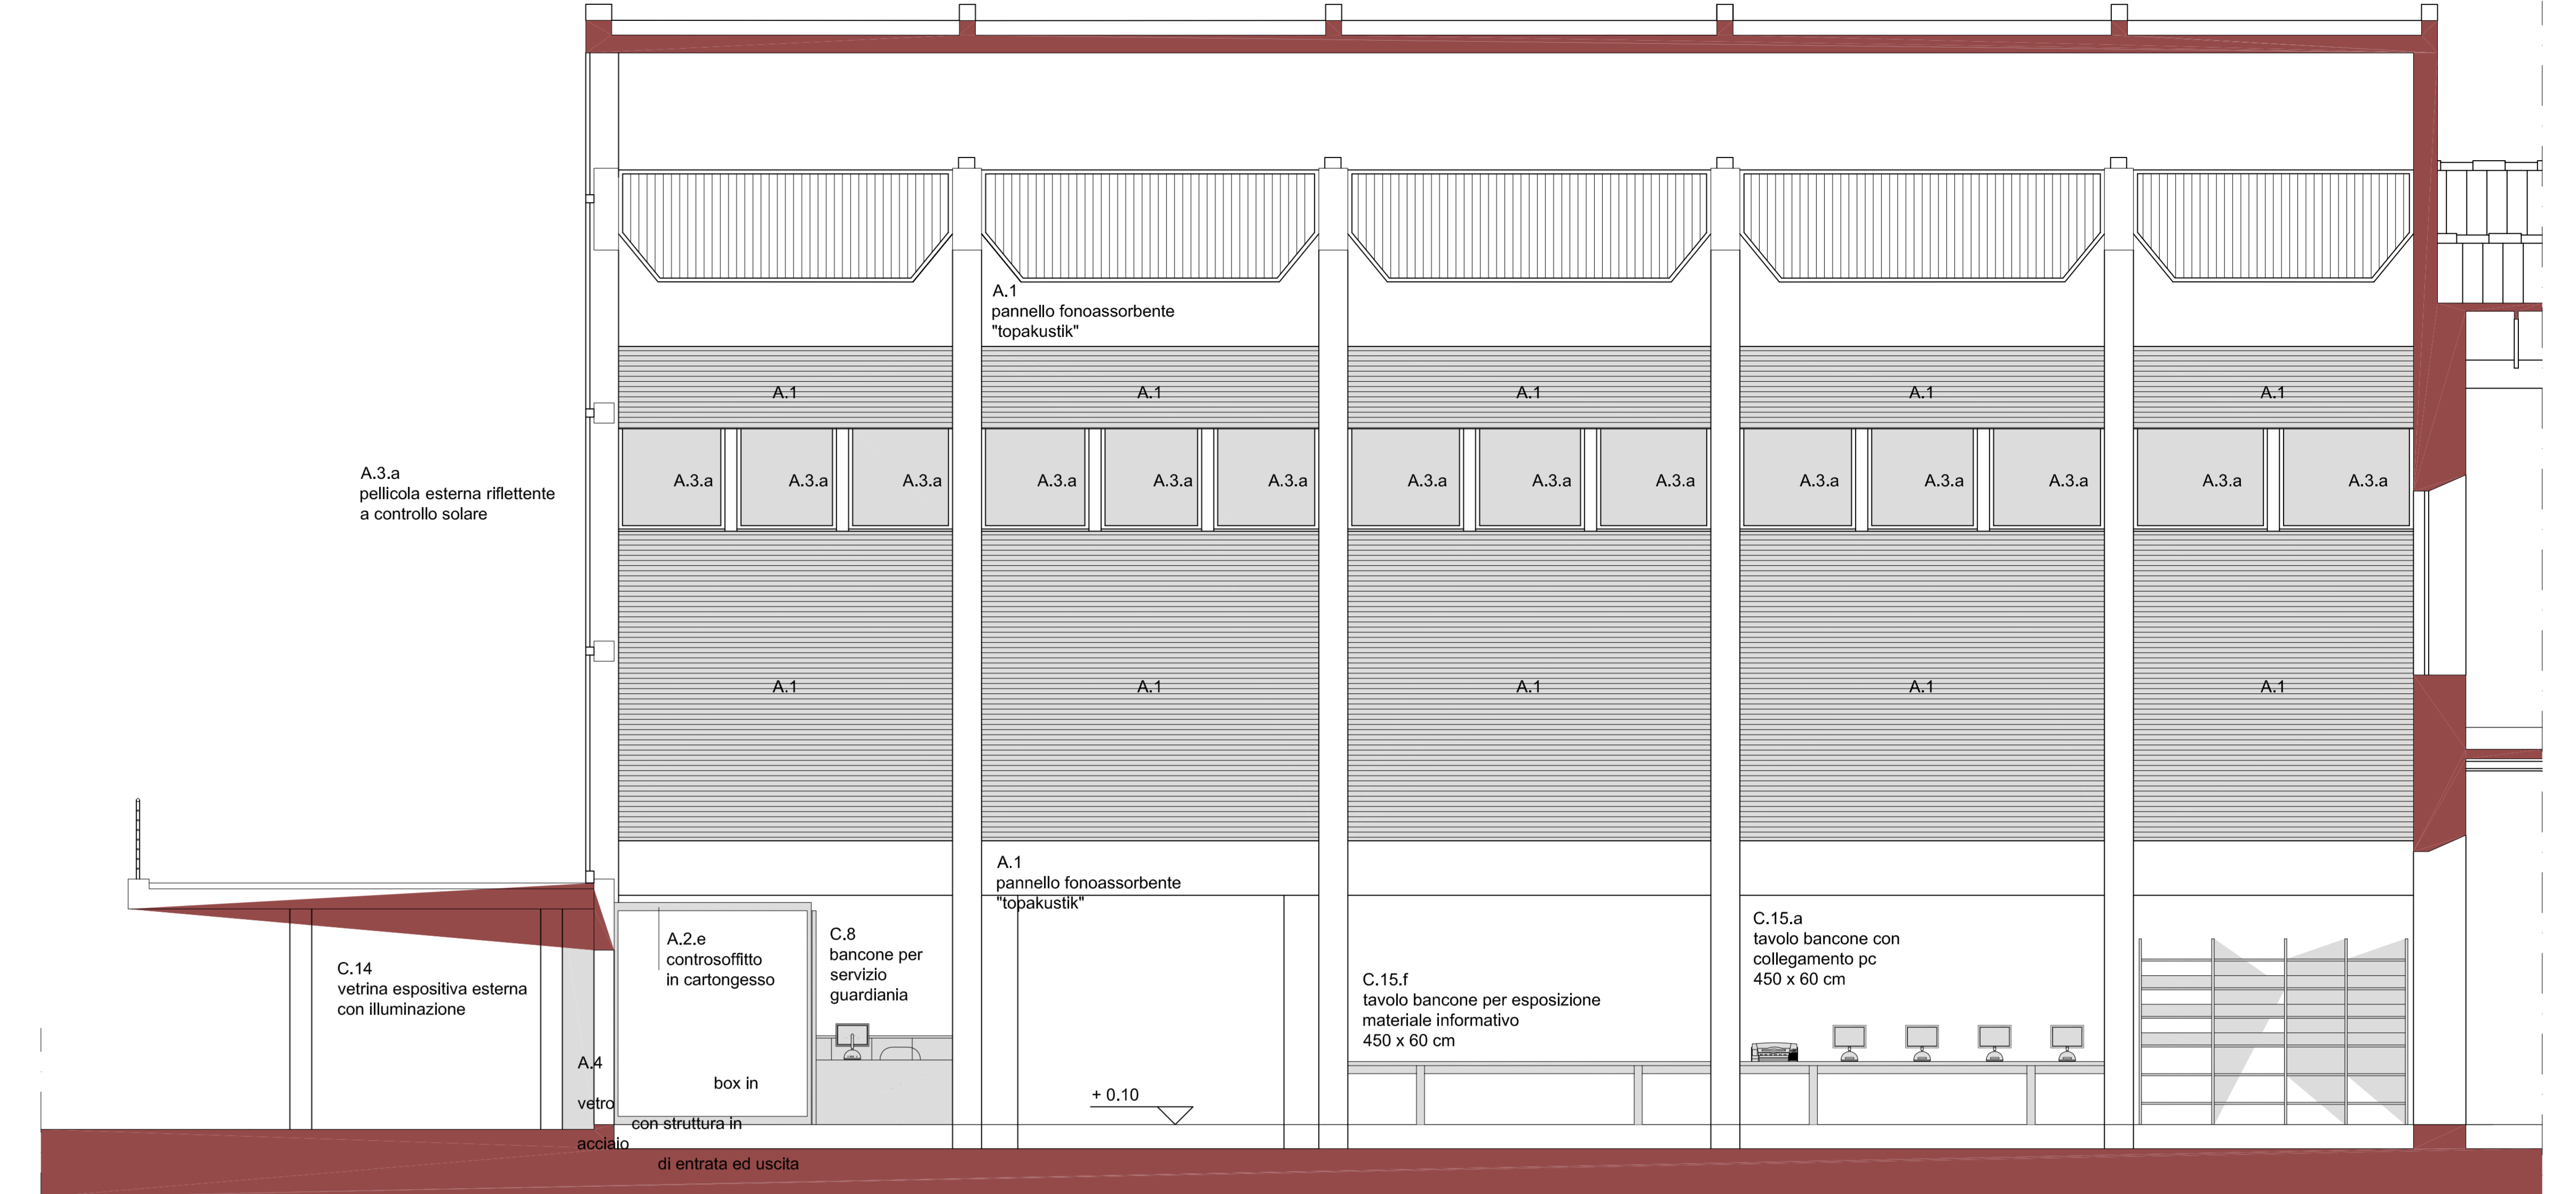 A.1
pannello fonoassorbente
"topakustik"
A.1
A.1
A.1
A.1
A.1
A.3.a
pellicola esterna riflettente
a controllo solare
A.3.a
A.3.a
A.3.a
A.3.a
A.3.a
A.3.a
A.3.a
A.3.a
A.3.a
A.3.a
A.3.a
A.3.a
A.3.a
A.3.a
A.1
A.1
A.1
A.1
A.1
A.1
pannello fonoassorbente
"topakustik"
C.14
vetrina espositiva esterna
con illuminazione
A.2.e
controsoffitto
in cartongesso
C.8
bancone per
servizio
guardiania
C.15.f
tavolo bancone per esposizione
materiale informativo
450 x 60 cm
C.15.a
tavolo bancone con
collegamento pc
450 x 60 cm
A.4
box in
vetro
con struttura in
acciaio
di entrata ed uscita
+ 0.10